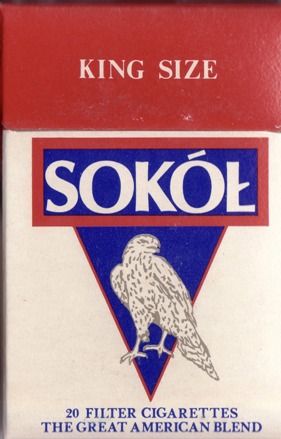 KING SIZE
SOKÓŁ
20 FILTER CIGARETTES
THE GREAT AMERICAN BLEND